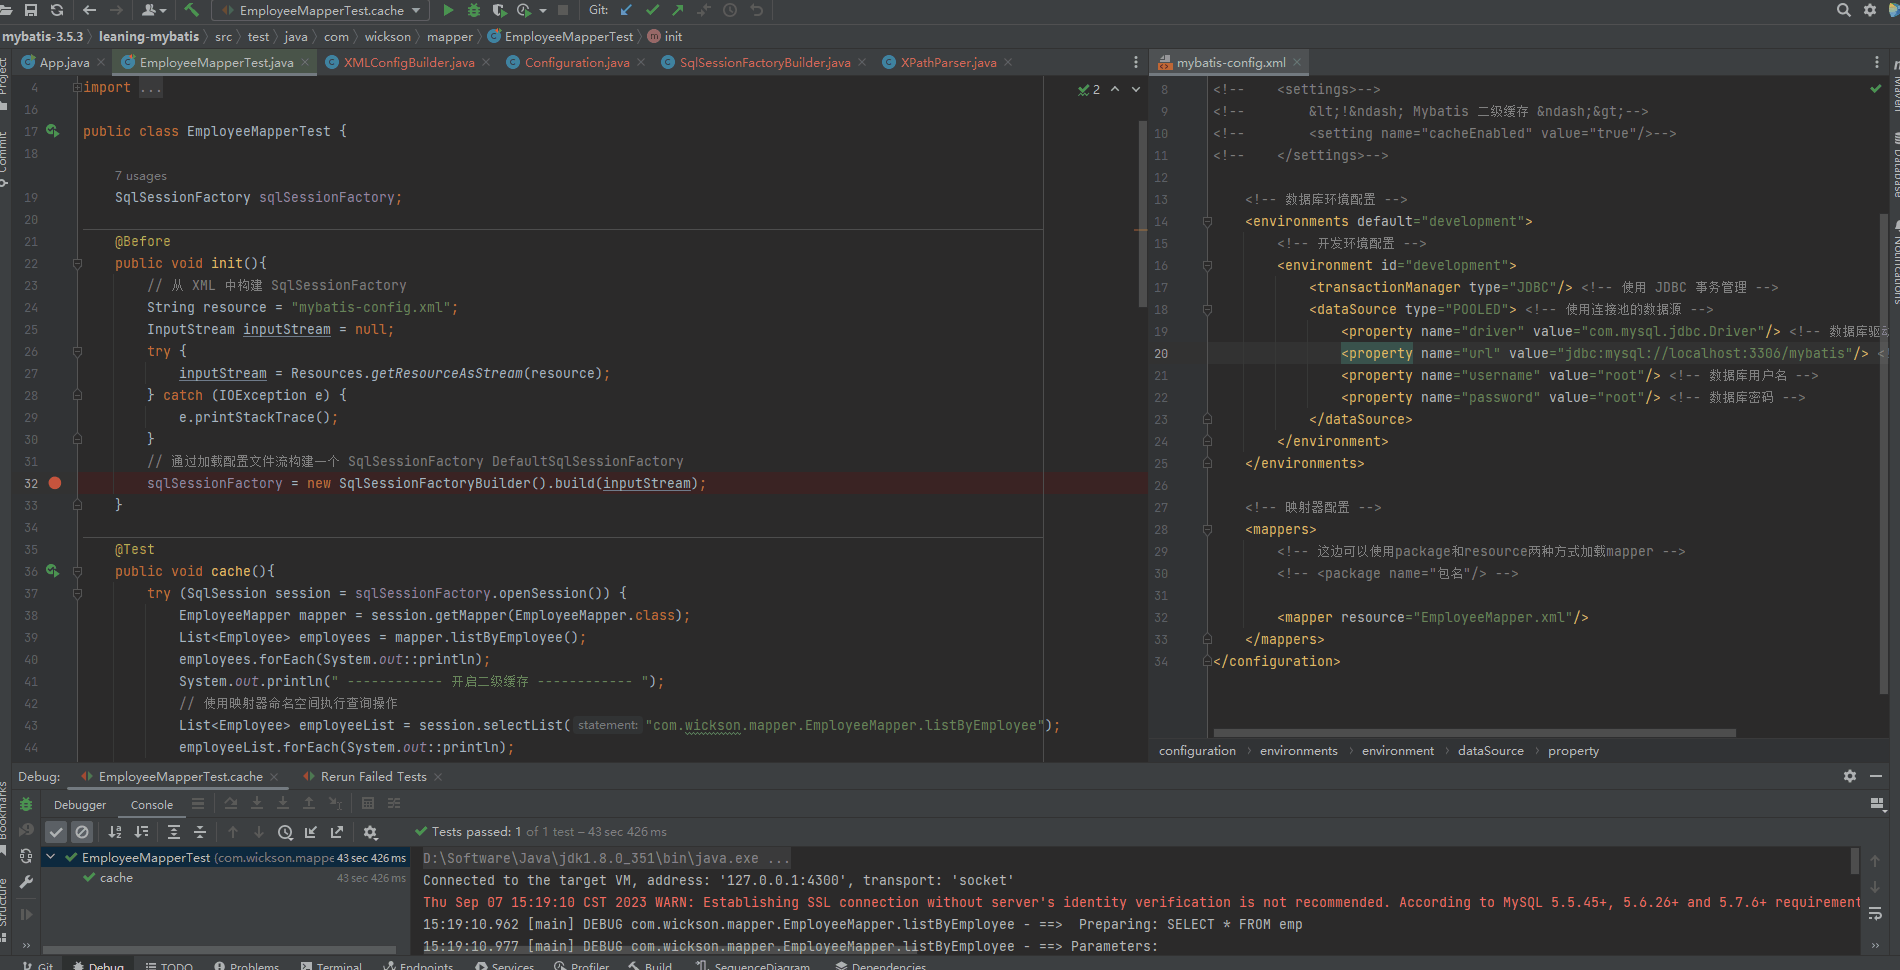 EmployeeMapperTest.cache
Git:
mybatis-3.5.3 leaning-mybatis src test java com wickson mapper EmployeeMapperTest init
App.java EmployeeMapperTest.java XMLConfigBuilder.java Configuration.java SqlSessionFactoryBuilder.java XPathParser.java
4 import ...
2
16
17 public class EmployeeMapperTest {
18
7 usages
19 SqlSessionFactory sqlSessionFactory;
20
21 @Before
22 public void init(){
23 // 从 XML 中构建 SqlSessionFactory
24 String resource = "mybatis-config.xml";
25 InputStream inputStream = null;
26 try {
27 inputStream = Resources.getResourceAsStream(resource);
28 } catch (IOException e) {
29 e.printStackTrace();
30 }
31 // 通过加载配置文件流构建一个 SqlSessionFactory DefaultSqlSessionFactory
32 sqlSessionFactory = new SqlSessionFactoryBuilder().build(inputStream);
33 }
34
35 @Test
36 public void cache(){
37 try (SqlSession session = sqlSessionFactory.openSession()) {
38 EmployeeMapper mapper = session.getMapper(EmployeeMapper.class);
39 List<Employee> employees = mapper.listByEmployee();
40 employees.forEach(System.out::println);
41 System.out.println(" ------------ 开启二级缓存 ------------ ");
42 // 使用映射器命名空间执行查询操作
43 List<Employee> employeeList = session.selectList( statement: "com.wickson.mapper.EmployeeMapper.listByEmployee");
44 employeeList.forEach(System.out::println);
mybatis-config.xml
8 <!-- <settings>-->
9 <!-- &lt;!&ndash; Mybatis 二级缓存 &ndash;&gt;-->
10 <!-- <setting name="cacheEnabled" value="true"/>-->
11 <!-- </settings>-->
12
13 <!-- 数据库环境配置 -->
14 <environments default="development">
15 <!-- 开发环境配置 -->
16 <environment id="development">
17 <transactionManager type="JDBC"/> <!-- 使用 JDBC 事务管理 -->
18 <dataSource type="POOLED"> <!-- 使用连接池的数据源 -->
19 <property name="driver" value="com.mysql.jdbc.Driver"/> <!-- 数据库驱动
20 <property name="url" value="jdbc:mysql://localhost:3306/mybatis"/> <
21 <property name="username" value="root"/> <!-- 数据库用户名 -->
22 <property name="password" value="root"/> <!-- 数据库密码 -->
23 </dataSource>
24 </environment>
25 </environments>
26
27 <!-- 映射器配置 -->
28 <mappers>
29 <!-- 这边可以使用package和resource两种方式加载mapper -->
30 <!-- <package name="包名"/> -->
31
32 <mapper resource="EmployeeMapper.xml"/>
33 </mappers>
34 </configuration>
configuration environments environment dataSource property
Project
Commit
Bookmarks
Structure
Maven
Database
Notifications
Debug: EmployeeMapperTest.cache Rerun Failed Tests
Debugger Console
Tests passed: 1 of 1 test – 43 sec 426 ms
EmployeeMapperTest (com.wickson.mappe 43 sec 426 ms
cache 43 sec 426 ms
D:\Software\Java\jdk1.8.0_351\bin\java.exe ...
Connected to the target VM, address: '127.0.0.1:4300', transport: 'socket'
Thu Sep 07 15:19:10 CST 2023 WARN: Establishing SSL connection without server's identity verification is not recommended. According to MySQL 5.5.45+, 5.6.26+ and 5.7.6+ requirement
15:19:10.962 [main] DEBUG com.wickson.mapper.EmployeeMapper.listByEmployee - ==>  Preparing: SELECT * FROM emp
15:19:10.977 [main] DEBUG com.wickson.mapper.EmployeeMapper.listByEmployee - ==> Parameters:
Git Debug TODO Problems Terminal Endpoints Services Profiler Build SequenceDiagram Dependencies